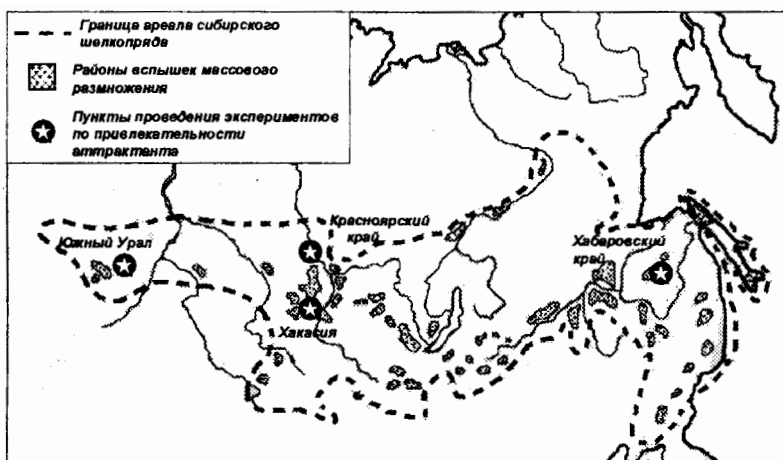 Граница ареала сибирского
шелкопряда
Районы вспышек массового
размножения
Пункты проведения экспериментов
по привлекательности
аттрактанта
Красноярский
край
Южный Урал
Хабаровский
край
Хакасия